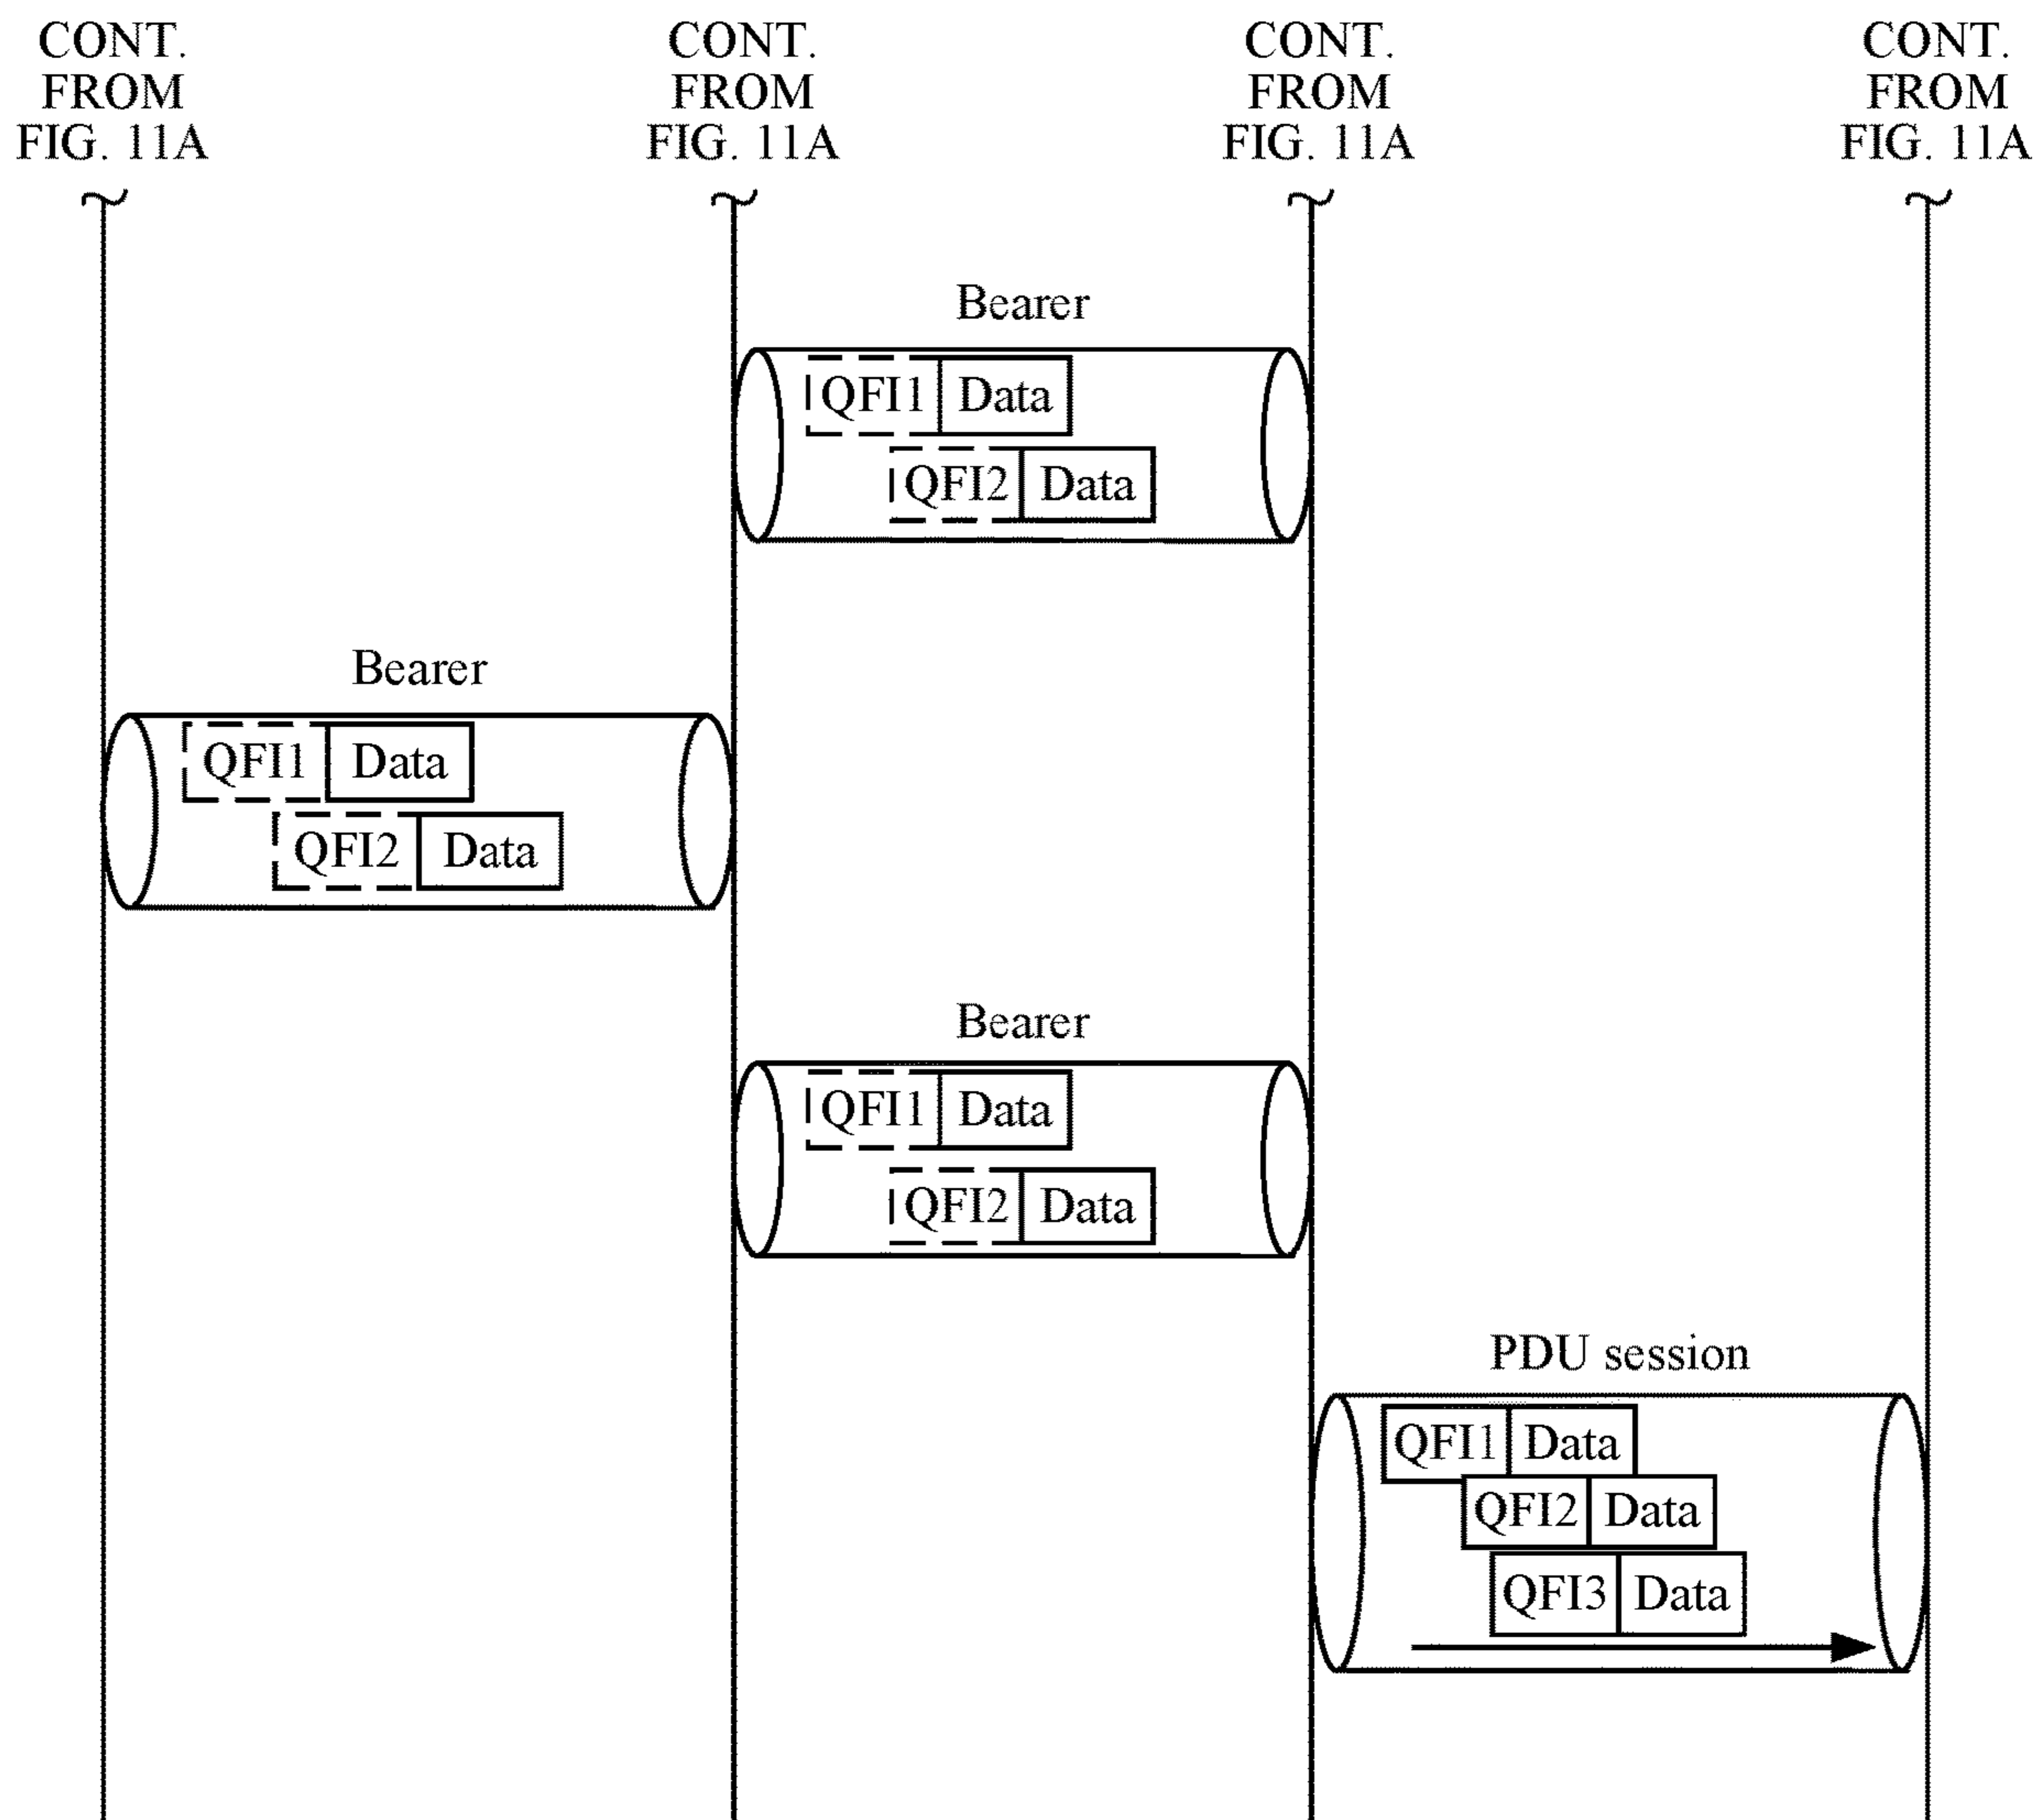 CONT.
FROM
FIG. 11A
CONT.
FROM
FIG. 11A
CONT.
FROM
FIG. 11A
CONT.
FROM
FIG. 11A
Bearer
QFI1 Data
QFI2 Data
Bearer
QFI1 Data
QFI2 Data
Bearer
QFI1 Data
QFI2 Data
PDU session
QFI1 Data
QFI2 Data
QFI3 Data